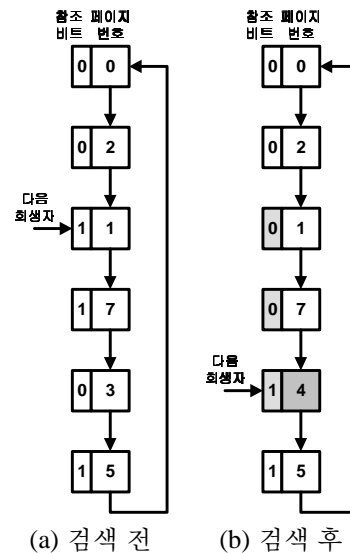 참조 페이지
비트 번호
0 0
0 2
다음
희생자
1 1
1 7
0 3
1 5
(a) 검색 전
참조 페이지
비트 번호
0 0
0 2
0 1
0 7
다음
희생자
1 4
1 5
(b) 검색 후